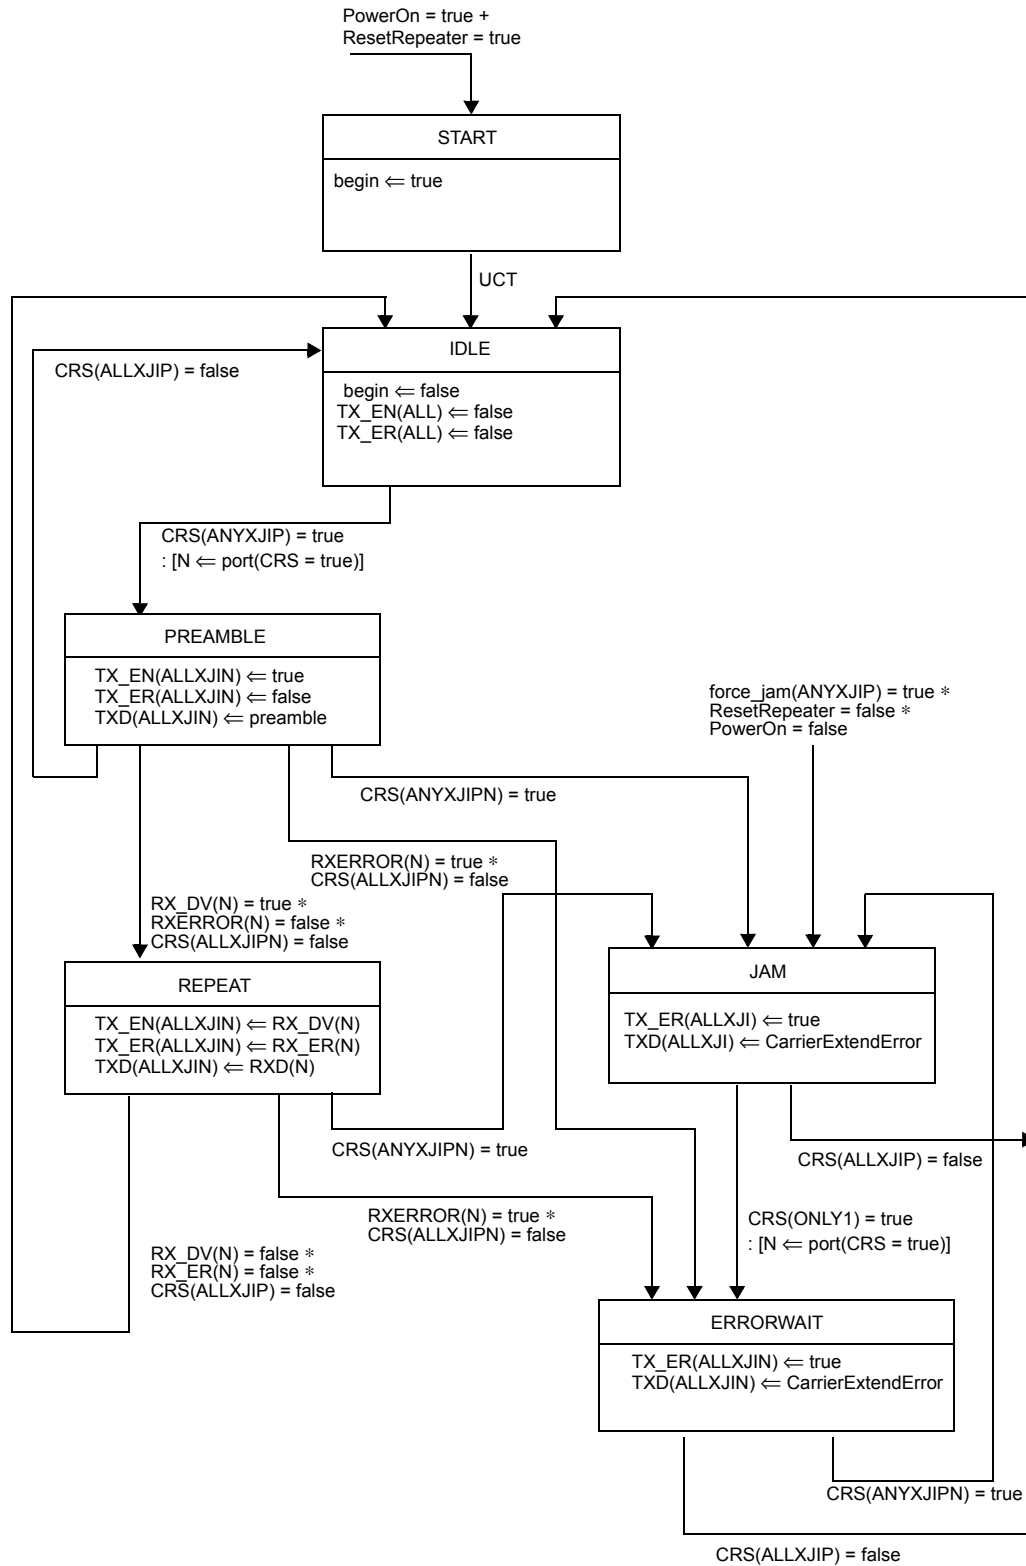 PowerOn = true +
ResetRepeater = true
START
begin ⇐ true
UCT
IDLE
begin ⇐ false
TX_EN(ALL) ⇐ false
TX_ER(ALL) ⇐ false
CRS(ALLXJIP) = false
CRS(ANYXJIP) = true
: [N ⇐ port(CRS = true)]
PREAMBLE
TX_EN(ALLXJIN) ⇐ true
TX_ER(ALLXJIN) ⇐ false
TXD(ALLXJIN) ⇐ preamble
force_jam(ANYXJIP) = true *
ResetRepeater = false *
PowerOn = false
CRS(ANYXJIPN) = true
RXERROR(N) = true *
CRS(ALLXJIPN) = false
RX_DV(N) = true *
RXERROR(N) = false *
CRS(ALLXJIPN) = false
REPEAT
TX_EN(ALLXJIN) ⇐ RX_DV(N)
TX_ER(ALLXJIN) ⇐ RX_ER(N)
TXD(ALLXJIN) ⇐ RXD(N)
JAM
TX_ER(ALLXJI) ⇐ true
TXD(ALLXJI) ⇐ CarrierExtendError
CRS(ANYXJIPN) = true
CRS(ALLXJIP) = false
RXERROR(N) = true *
CRS(ALLXJIPN) = false
CRS(ONLY1) = true
: [N ⇐ port(CRS = true)]
RX_DV(N) = false *
RX_ER(N) = false *
CRS(ALLXJIP) = false
ERRORWAIT
TX_ER(ALLXJIN) ⇐ true
TXD(ALLXJIN) ⇐ CarrierExtendError
CRS(ANYXJIPN) = true
CRS(ALLXJIP) = false